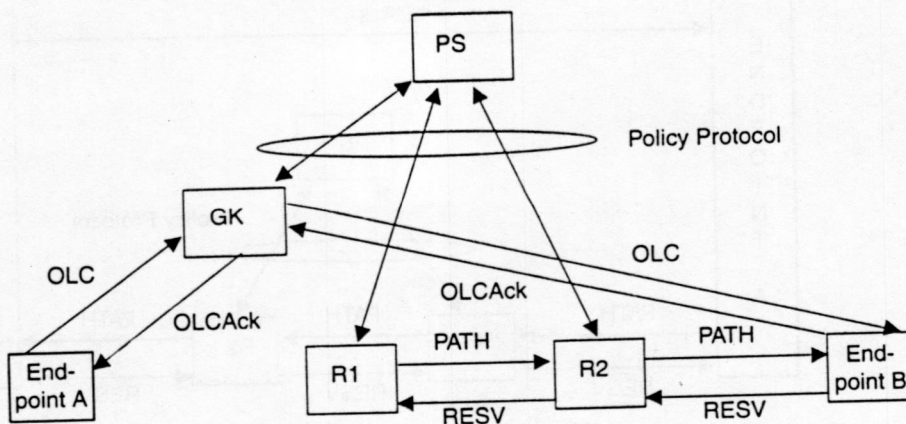 PS
Policy Protocol
GK
OLC
OLC
OLCAck
OLCAck
PATH
PATH
End-
point A
R1
R2
End-
point B
RESV
RESV